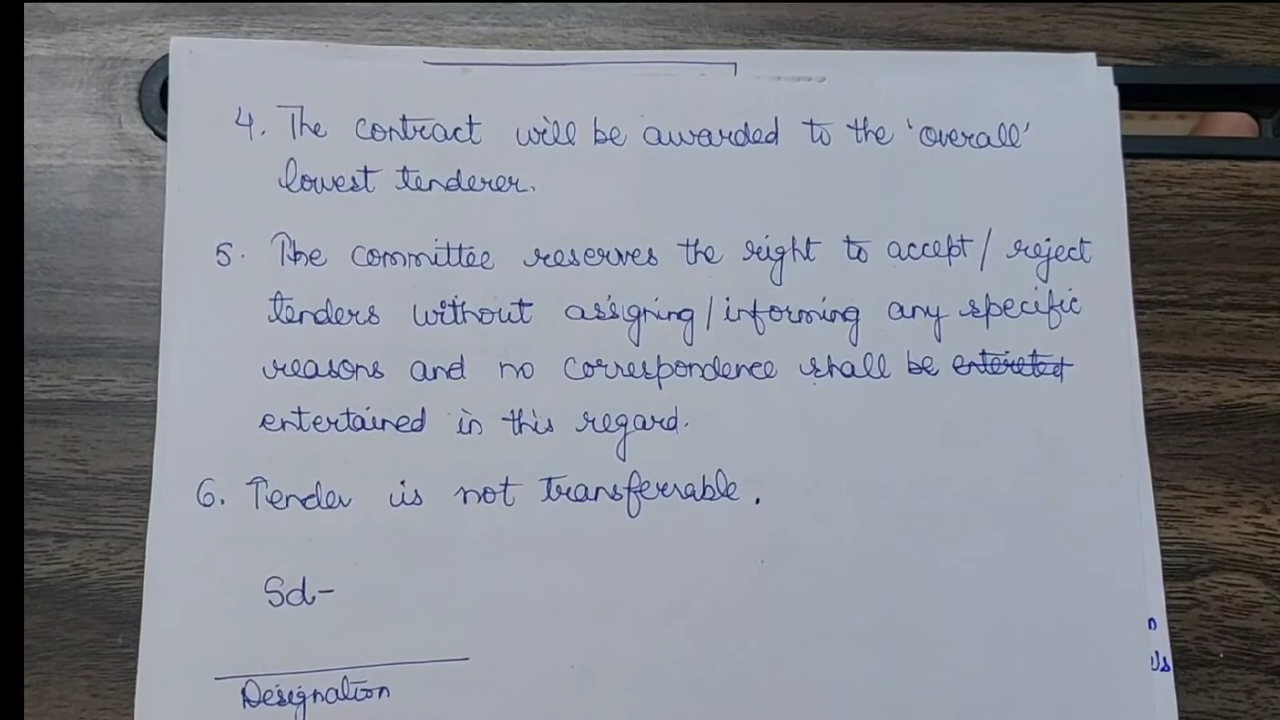 4. The contract will be awarded to the 'overall'
lowest tenderer.
5. The committee reserves the right to accept / reject
tenders without assigning / informing any specific
reasons and no correspondence shall be
entertained in this regard.
6. Tender is not transferrable.
Sd-
Designation